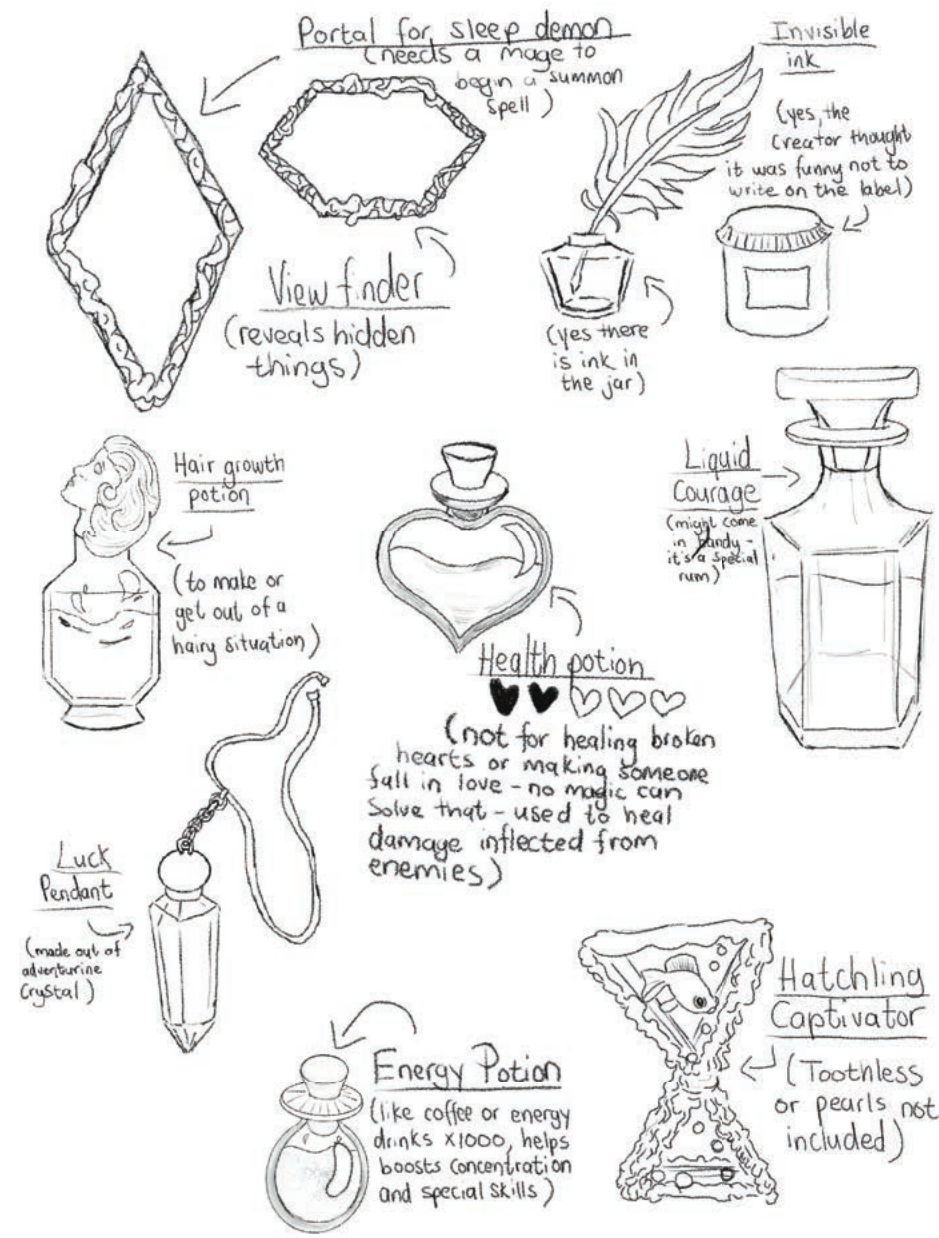 Portal for sleep demon
(needs a mage to
begin a summon
spell)
Invisible
ink
(yes, the
Creator thought
it was funny not to
write on the label)
View finder
(reveals hidden
things)
(yes there
is ink in
the jar)
Hair growth
potion
(to make or
get out of a
hairy situation)
Liquid
Courage
(might come
in handy -
it's a special
rum)
Health potion
(not for healing broken
hearts or making someone
fall in love - no magic can
Solve that - used to heal
damage inflected from
enemies)
Luck
Pendant
(made out of
adventurine
Crystal)
Energy Potion
(like coffee or energy
drinks x1000, helps
boosts concentration
and special skills)
Hatchling
Captivator
(Toothless
or pearls not
included)